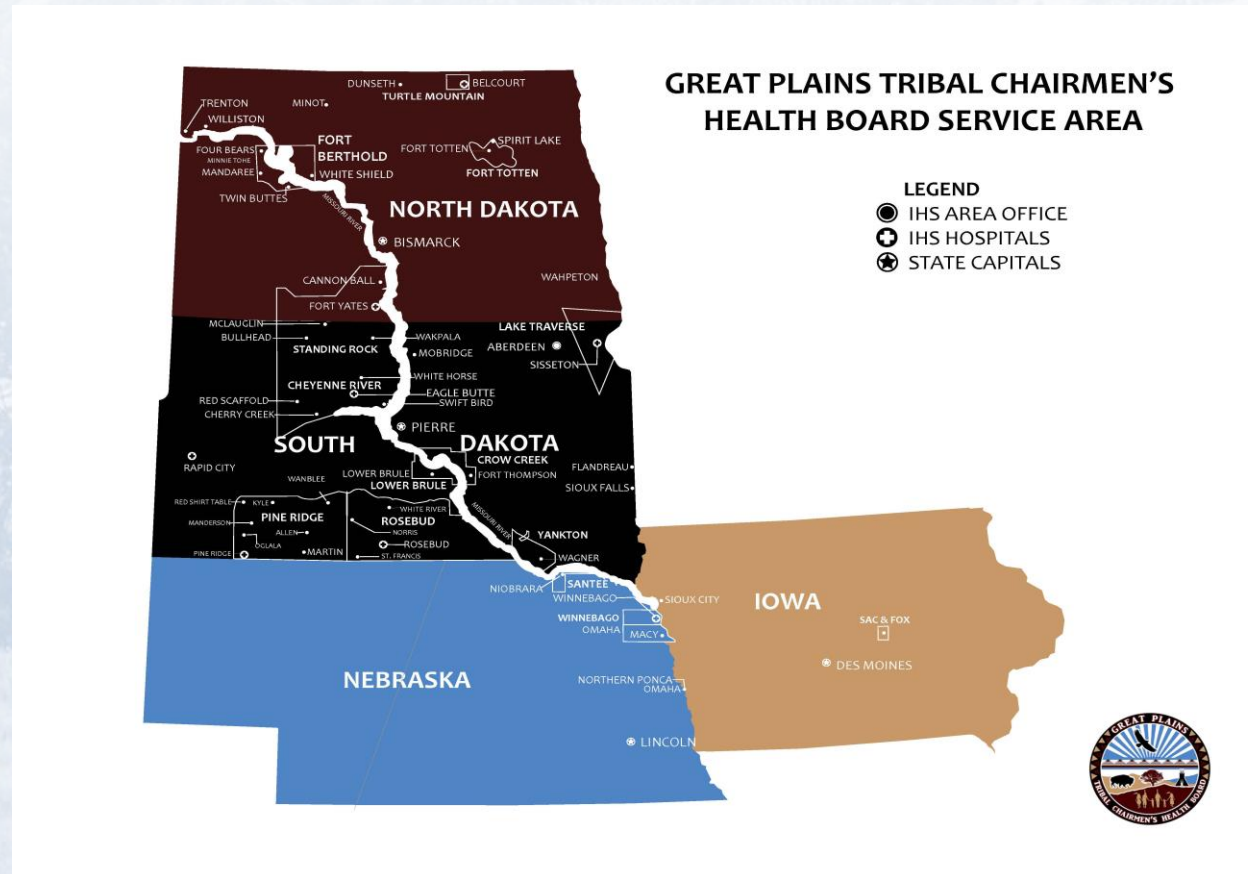 GREAT PLAINS TRIBAL CHAIRMEN'S
HEALTH BOARD SERVICE AREA
LEGEND
IHS AREA OFFICE
IHS HOSPITALS
STATE CAPITALS
DUNSETH
BELCOURT
TURTLE MOUNTAIN
TRENTON
MINOT
WILLISTON
FORT
BERTHOLD
FOUR BEARS
MINNIE TOHE
MANDAREE
WHITE SHIELD
TWIN BUTTES
SPIRIT LAKE
FORT TOTTEN
FORT TOTTEN
MISSOURI RIVER
NORTH DAKOTA
BISMARCK
CANNON BALL
WAHPETON
FORT YATES
MCLAUGLIN
BULLHEAD
WAKPALA
STANDING ROCK
MOBRIDGE
LAKE TRAVERSE
ABERDEEN
SISSETON
WHITE HORSE
CHEYENNE RIVER
EAGLE BUTTE
RED SCAFFOLD
SWIFT BIRD
CHERRY CREEK
PIERRE
SOUTH DAKOTA
RAPID CITY
CROW CREEK
LOWER BRULE
FORT THOMPSON
LOWER BRULE
FLANDREAU
SIOUX FALLS
WANBLEE
RED SHIRT TABLE
KYLE
WHITE RIVER
MISSOURI RIVER
PINE RIDGE
ROSEBUD
MANDERSON
ALLEN
NORRIS
OGLALA
ROSEBUD
YANKTON
PINE RIDGE
MARTIN
ST. FRANCIS
WAGNER
NIOBRARA
SANTEE
WINNEBAGO
SIOUX CITY
WINNEBAGO
OMAHA
MACY
IOWA
SAC & FOX
DES MOINES
NEBRASKA
NORTHERN PONCA
OMAHA
LINCOLN
GREAT PLAINS
TRIBAL CHAIRMEN'S HEALTH BOARD